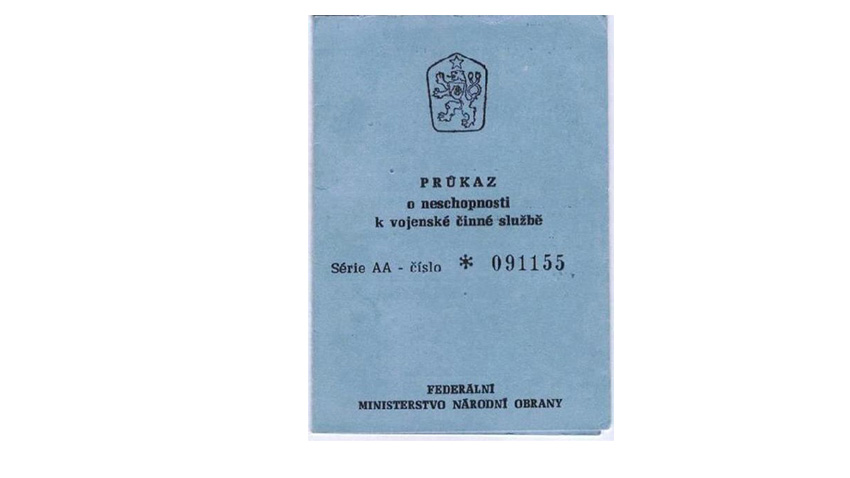 PRŮKAZ
o neschopnosti
k vojenské činné službě
Série AA - číslo * 091155
FEDERÁLNÍ
MINISTERSTVO NÁRODNÍ OBRANY